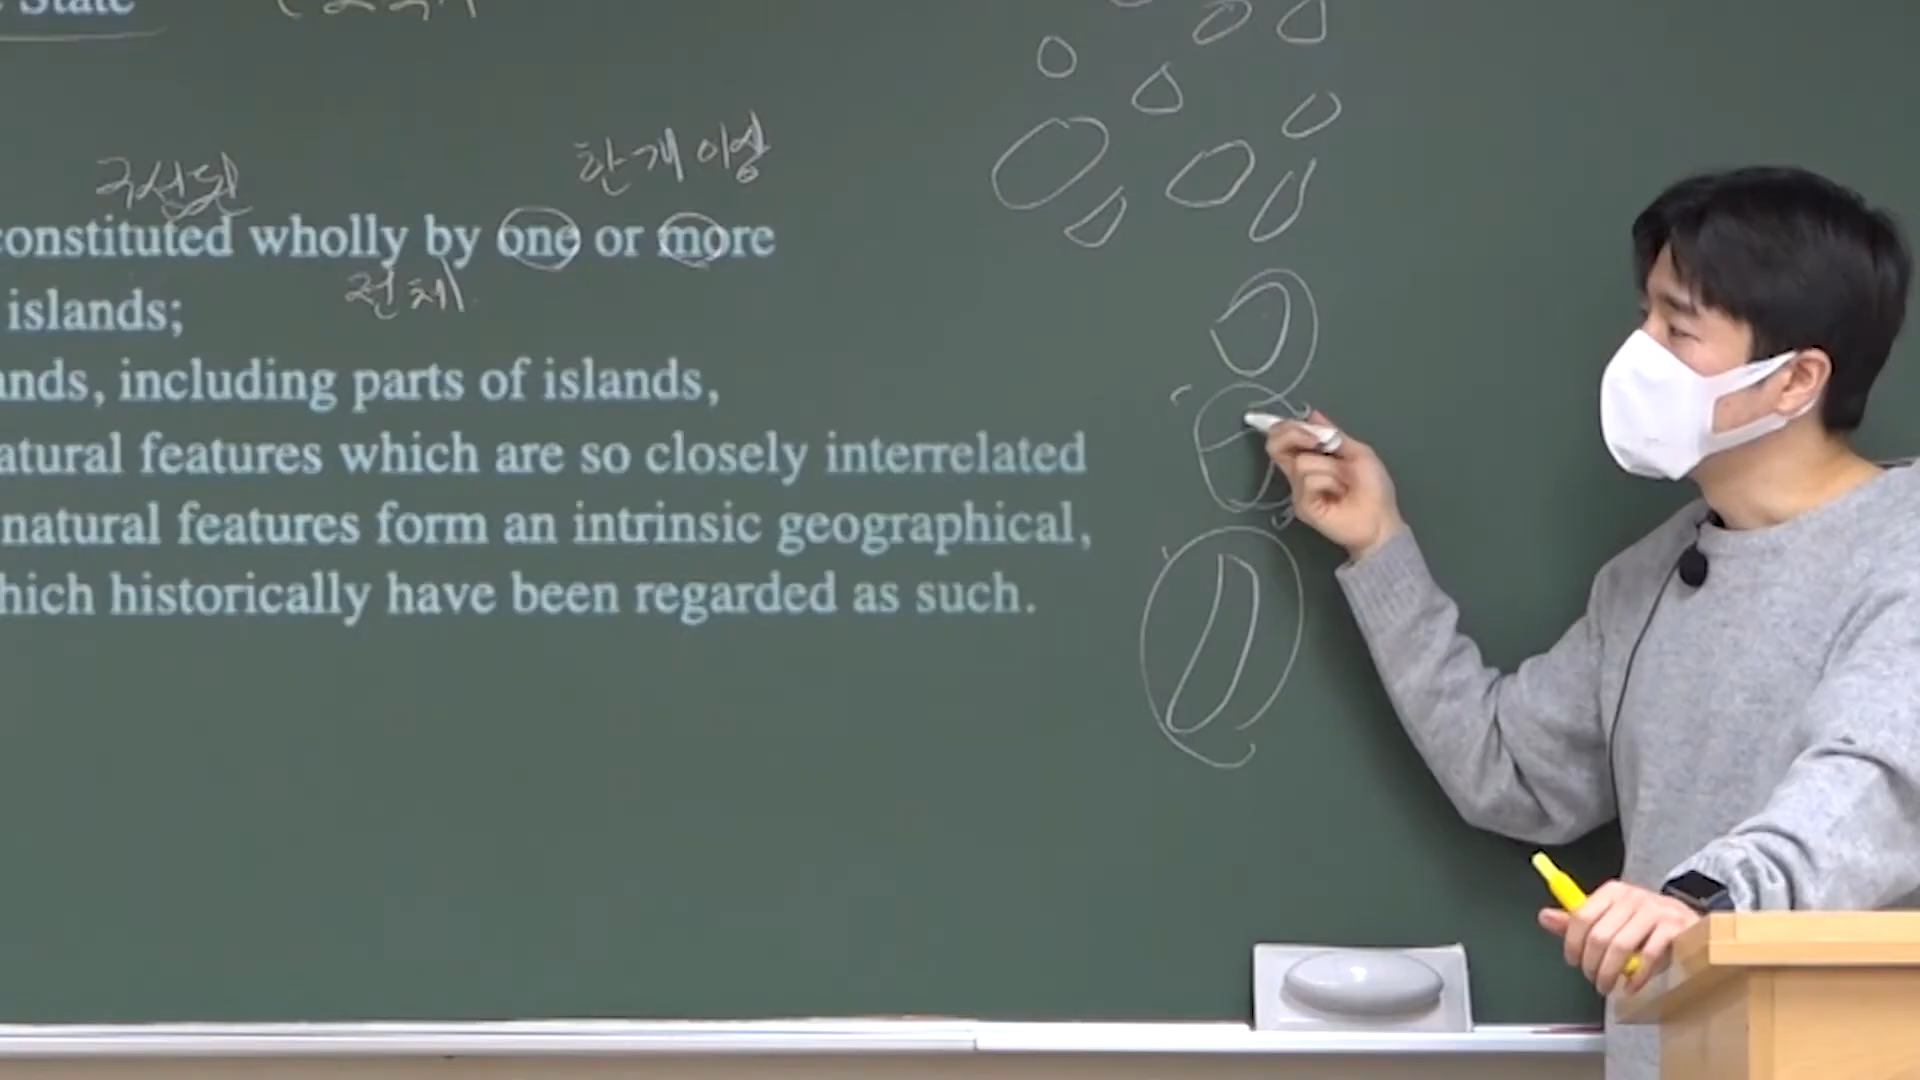 State
구성된
한개 이상
constituted wholly by one or more
전체
islands;
ands, including parts of islands,
atural features which are so closely interrelated
natural features form an intrinsic geographical,
hich historically have been regarded as such.